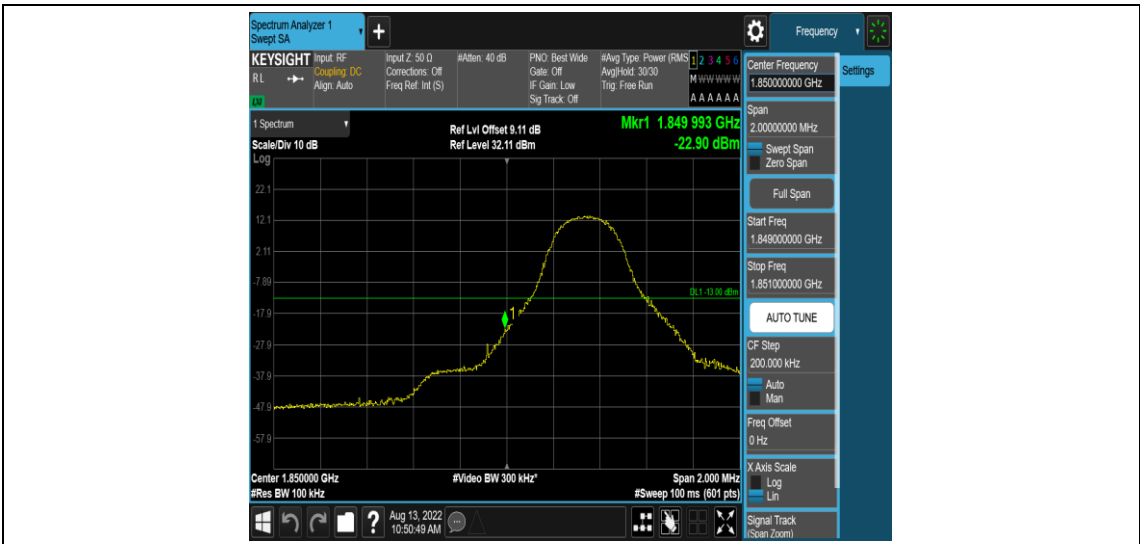 Spectrum Analyzer 1
Swept SA
+
Frequency
KEYSIGHT
RL
LXI
Input: RF
Coupling: DC
Align: Auto
Input Z: 50 Ω
Corrections: Off
Freq Ref: Int (S)
#Atten: 40 dB
PNO: Best Wide
Gate: Off
IF Gain: Low
Sig Track: Off
#Avg Type: Power (RMS
Avg|Hold: 30/30
Trig: Free Run
1 2 3 4 5 6
M W W W W W
A A A A A A
1 Spectrum
Scale/Div 10 dB
Ref Lvl Offset 9.11 dB
Ref Level 32.11 dBm
Mkr1 1.849 993 GHz
-22.90 dBm
Log
22.1
12.1
2.11
-7.89
-17.9
-27.9
-37.9
-47.9
-57.9
DL1 -13.00 dBm
1
Center 1.850000 GHz
#Res BW 100 kHz
#Video BW 300 kHz*
Span 2.000 MHz
#Sweep 100 ms (601 pts)
?
Aug 13, 2022
10:50:49 AM
Center Frequency
1.850000000 GHz
Settings
Span
2.00000000 MHz
Swept Span
Zero Span
Full Span
Start Freq
1.849000000 GHz
Stop Freq
1.851000000 GHz
AUTO TUNE
CF Step
200.000 kHz
Auto
Man
Freq Offset
0 Hz
X Axis Scale
Log
Lin
Signal Track
(Span Zoom)